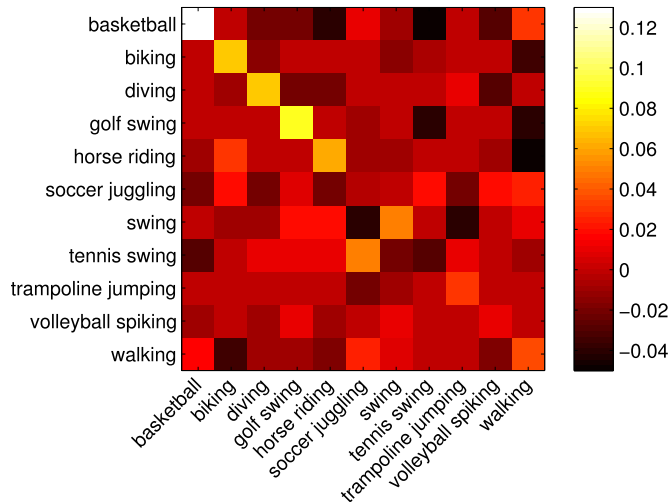 basketball
biking
diving
golf swing
horse riding
soccer juggling
swing
tennis swing
trampoline jumping
volleyball spiking
walking
basketball
biking
diving
golf swing
horse riding
soccer juggling
swing
tennis swing
trampoline jumping
volleyball spiking
walking
0.12
0.1
0.08
0.06
0.04
0.02
0
−0.02
−0.04